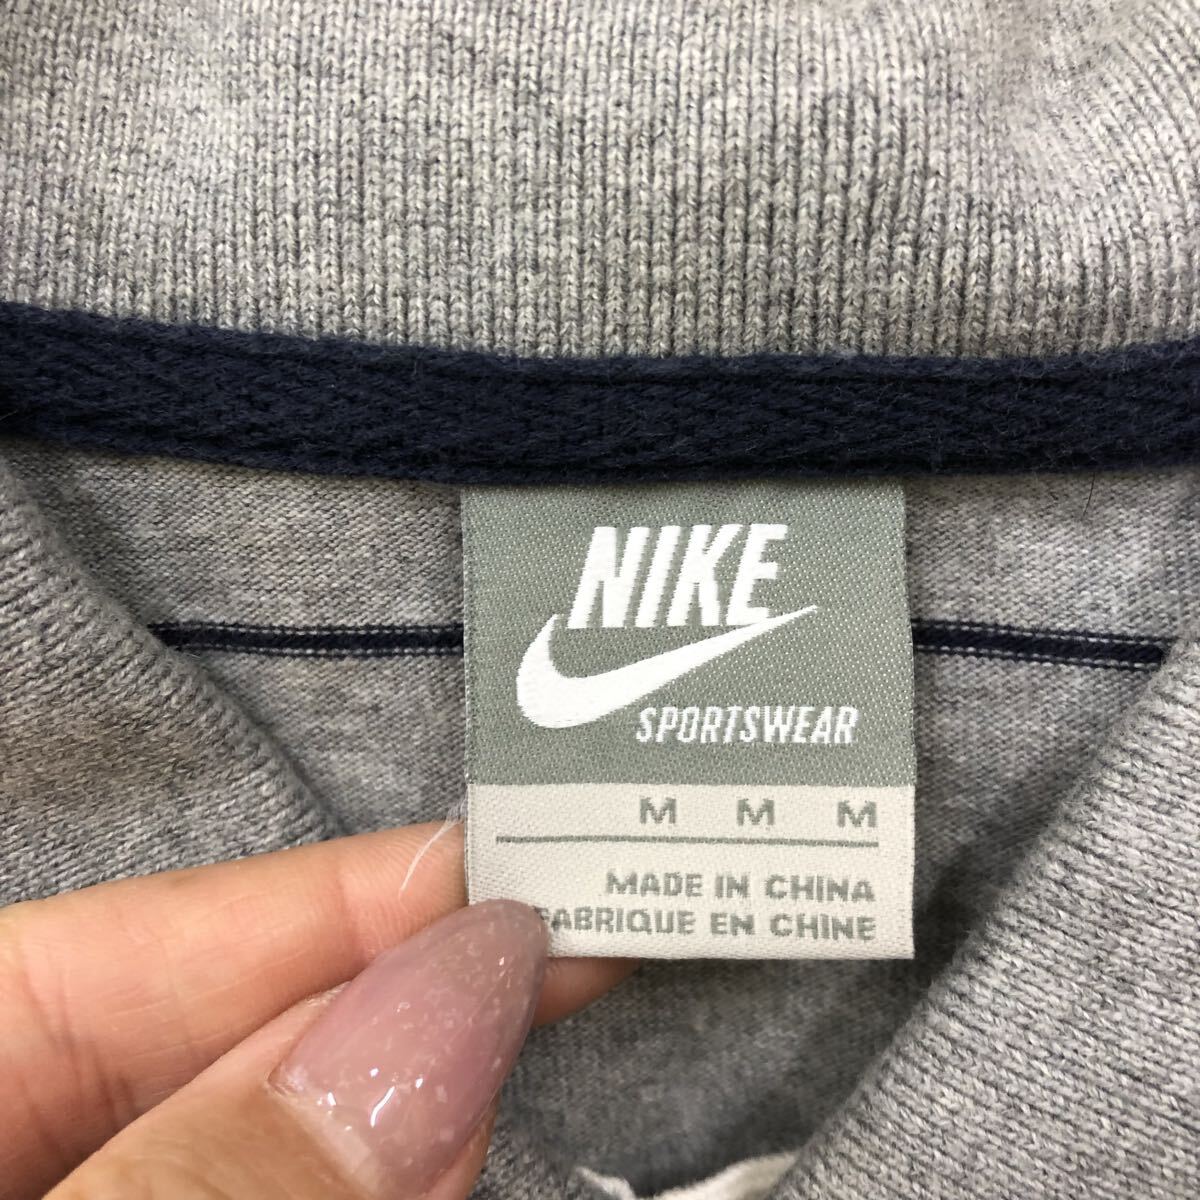 NIKE
SPORTSWEAR
M M M
MADE IN CHINA
FABRIQUE EN CHINE